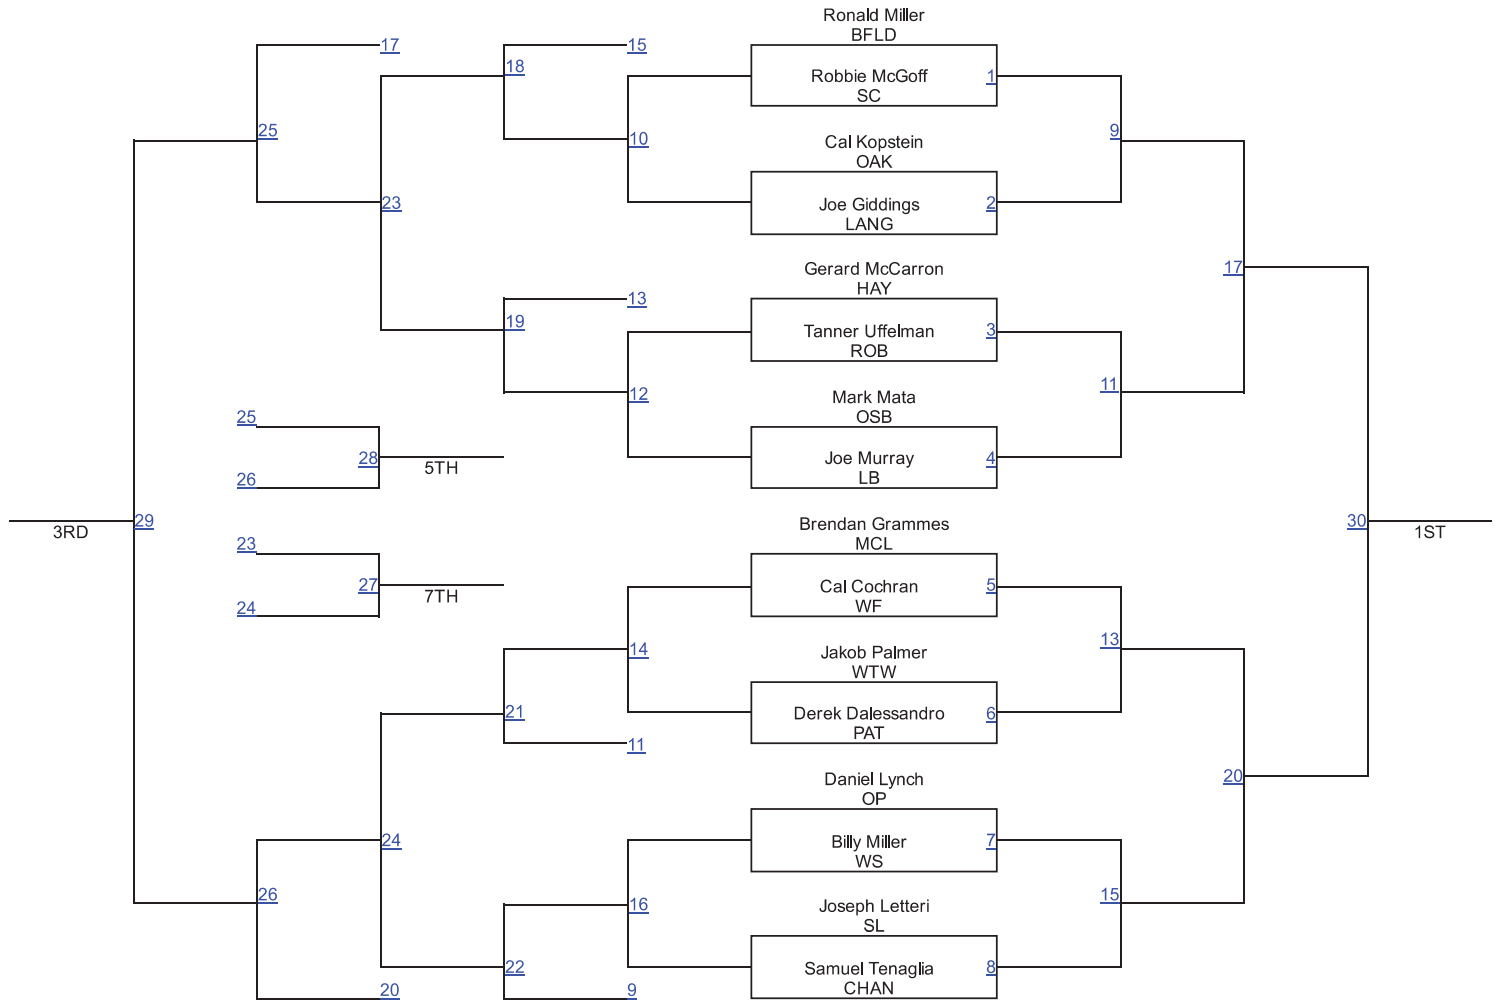 Ronald Miller
BFLD
17
15
18
Robbie McGoff
1
SC
25
10
9
Cal Kopstein
OAK
23
Joe Giddings
2
LANG
Gerard McCarron
17
HAY
13
19
Tanner Uffelman
3
ROB
12
11
Mark Mata
OSB
25
28
5TH
Joe Murray
4
LB
26
3RD
29
Brendan Grammes
30
1ST
MCL
23
27
7TH
Cal Cochran
5
WF
24
14
13
Jakob Palmer
WTW
21
Derek Dalessandro
6
PAT
11
Daniel Lynch
20
OP
24
Billy Miller
7
WS
26
16
15
Joseph Letteri
SL
22
Samuel Tenaglia
8
CHAN
20
9